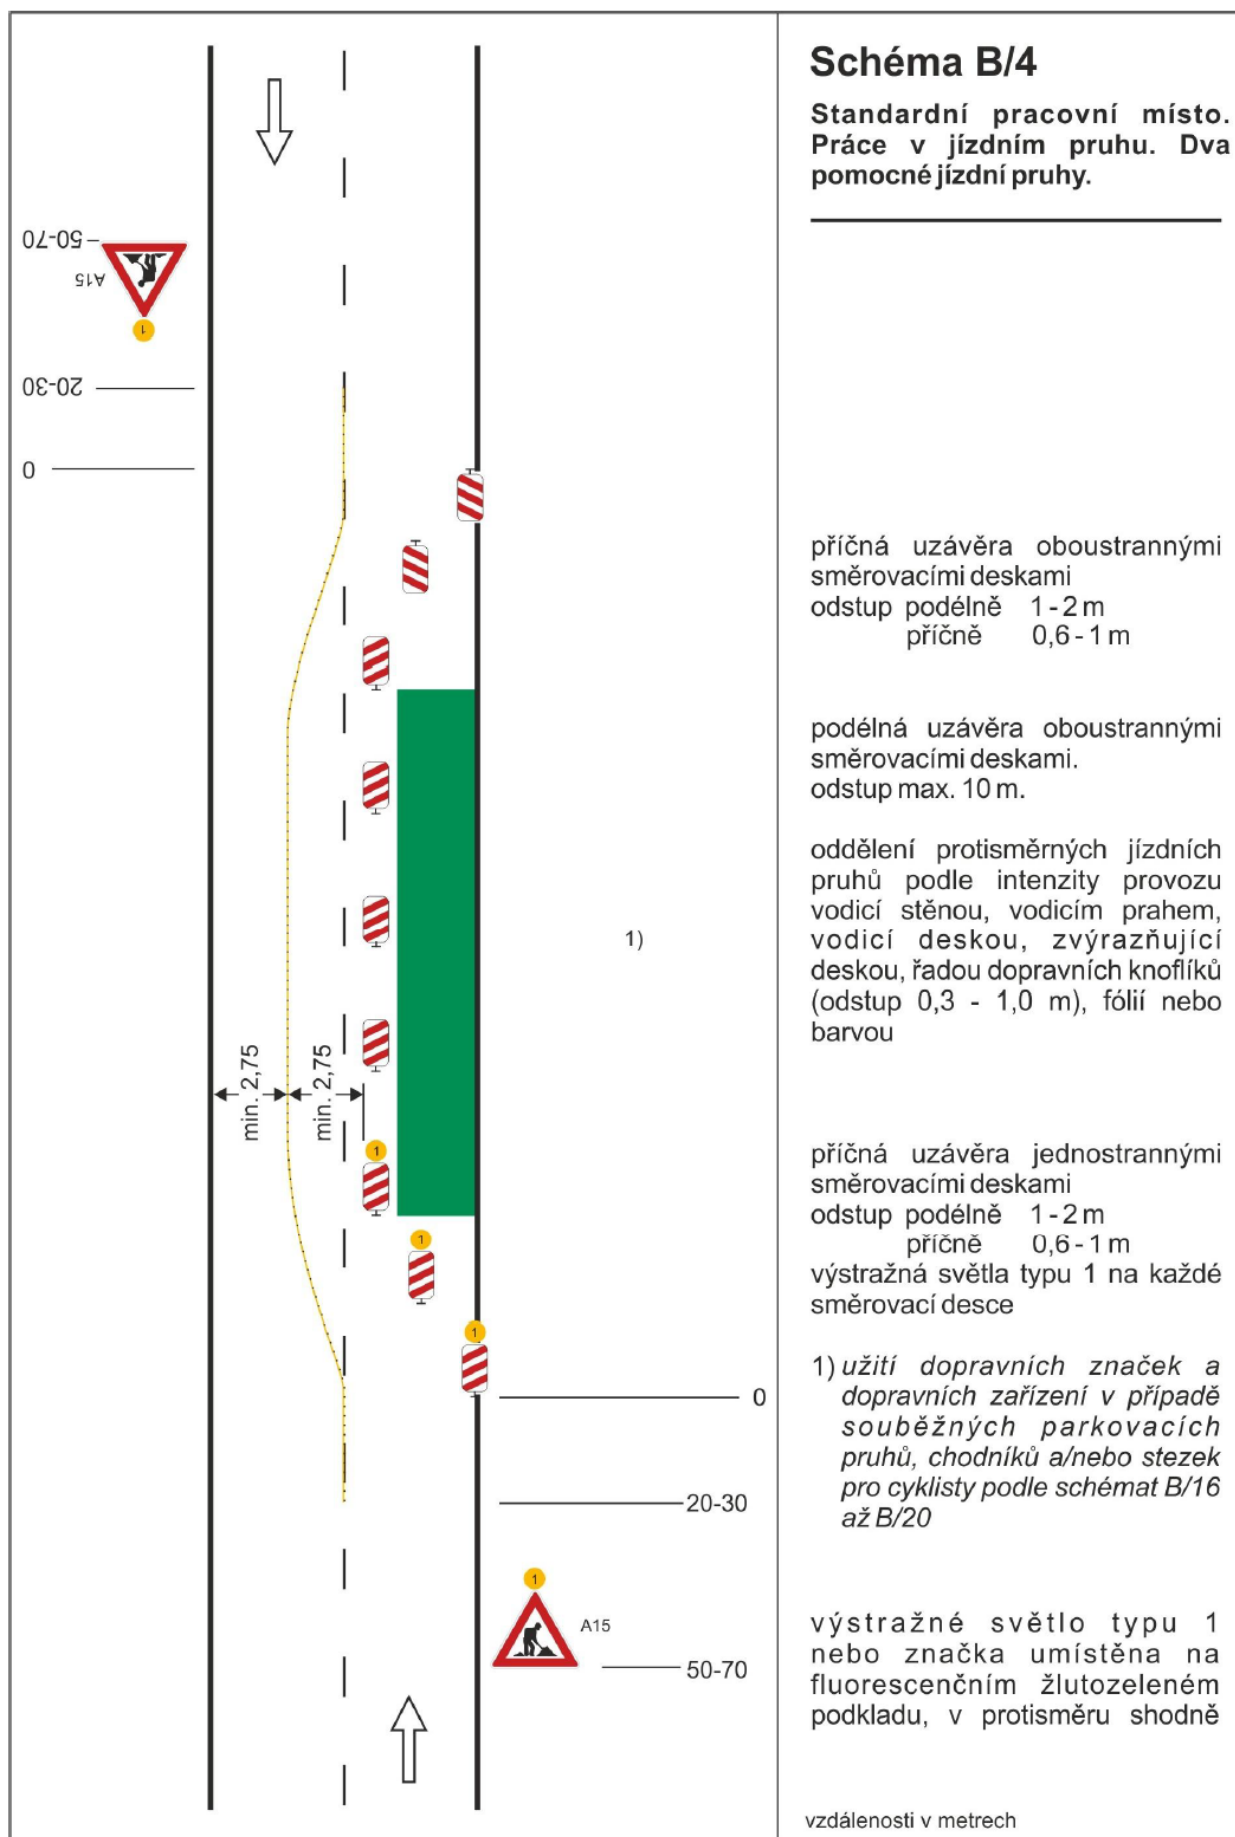 Schéma B/4
Standardní pracovní místo.
Práce v jízdním pruhu. Dva
pomocné jízdní pruhy.
50-70
A15
1
20-30
0
příčná uzávěra oboustrannými
směrovacími deskami
odstup podélně 1 - 2 m
příčně 0,6 - 1 m
podélná uzávěra oboustrannými
směrovacími deskami.
odstup max. 10 m.
oddělení protisměrných jízdních
pruhů podle intenzity provozu
vodicí stěnou, vodicím prahem,
vodicí deskou, zvýrazňující
deskou, řadou dopravních knoflíků
(odstup 0,3 - 1,0 m), fólií nebo
barvou
1)
min. 2,75
min. 2,75
1
příčná uzávěra jednostrannými
směrovacími deskami
odstup podélně 1 - 2 m
příčně 0,6 - 1 m
výstražná světla typu 1 na každé
směrovací desce
1
1
0
1) užití dopravních značek a
dopravních zařízení v případě
souběžných parkovacích
pruhů, chodníků a/nebo stezek
pro cyklisty podle schémat B/16
až B/20
20-30
1
A15
50-70
výstražné světlo typu 1
nebo značka umístěna na
fluorescenčním žlutozeleném
podkladu, v protisměru shodně
vzdálenosti v metrech